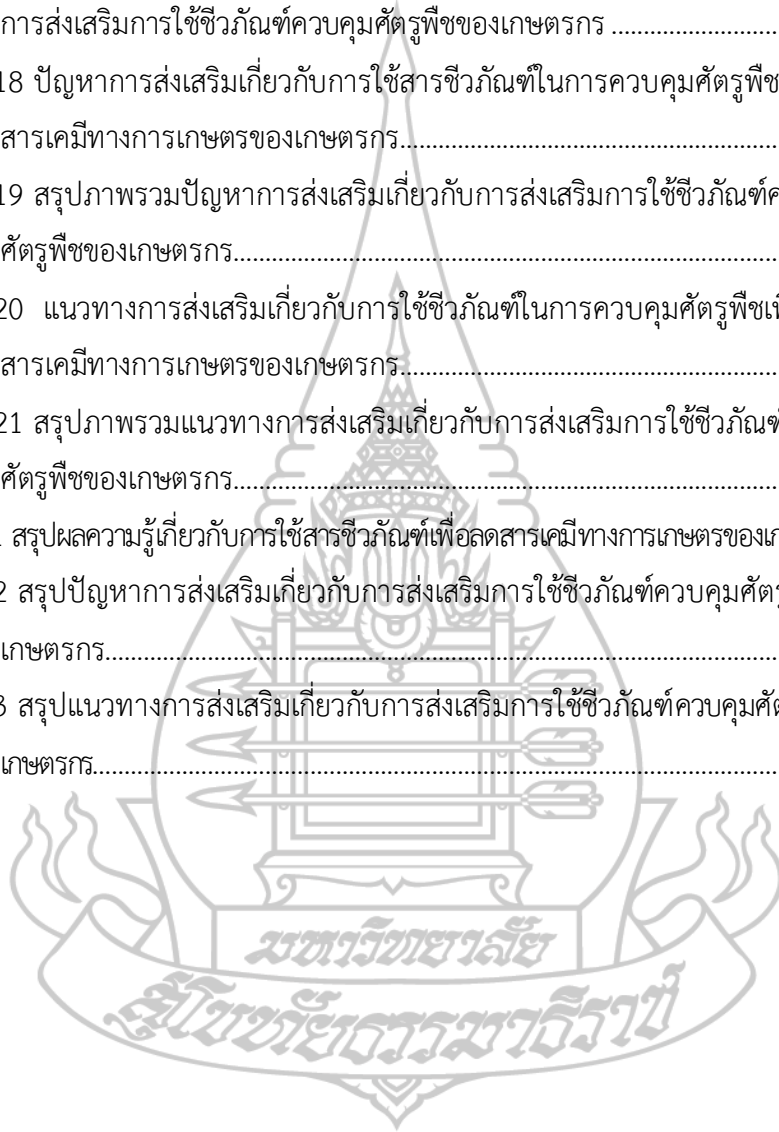 การส่งเสริมการใช้ชีวภัณฑ์ควบคุมศัตรูพืชของเกษตรกร ..........................
18 ปัญหาการส่งเสริมเกี่ยวกับการใช้สารชีวภัณฑ์ในการควบคุมศัตรูพืช
สารเคมีทางการเกษตรของเกษตรกร..........................................................
19 สรุปภาพรวมปัญหาการส่งเสริมเกี่ยวกับการส่งเสริมการใช้ชีวภัณฑ์
ศัตรูพืชของเกษตรกร.....................................................................................
20 แนวทางการส่งเสริมเกี่ยวกับการใช้ชีวภัณฑ์ในการควบคุมศัตรูพืช
สารเคมีทางการเกษตรของเกษตรกร..........................................................
21 สรุปภาพรวมแนวทางการส่งเสริมเกี่ยวกับการส่งเสริมการใช้ชีวภัณฑ์
ศัตรูพืชของเกษตรกร.....................................................................................
สรุปผลความรู้เกี่ยวกับการใช้สารชีวภัณฑ์เพื่อลดสารเคมีทางการเกษตรของ
2 สรุปปัญหาการส่งเสริมเกี่ยวกับการส่งเสริมการใช้ชีวภัณฑ์ควบคุม
เกษตรกร.........................................................................................................
3 สรุปแนวทางการส่งเสริมเกี่ยวกับการส่งเสริมการใช้ชีวภัณฑ์ควบคุม
เกษตรกร...........................................................................................................
มหาวิทยาลัย
สุโขทัยธรรมาธิราช